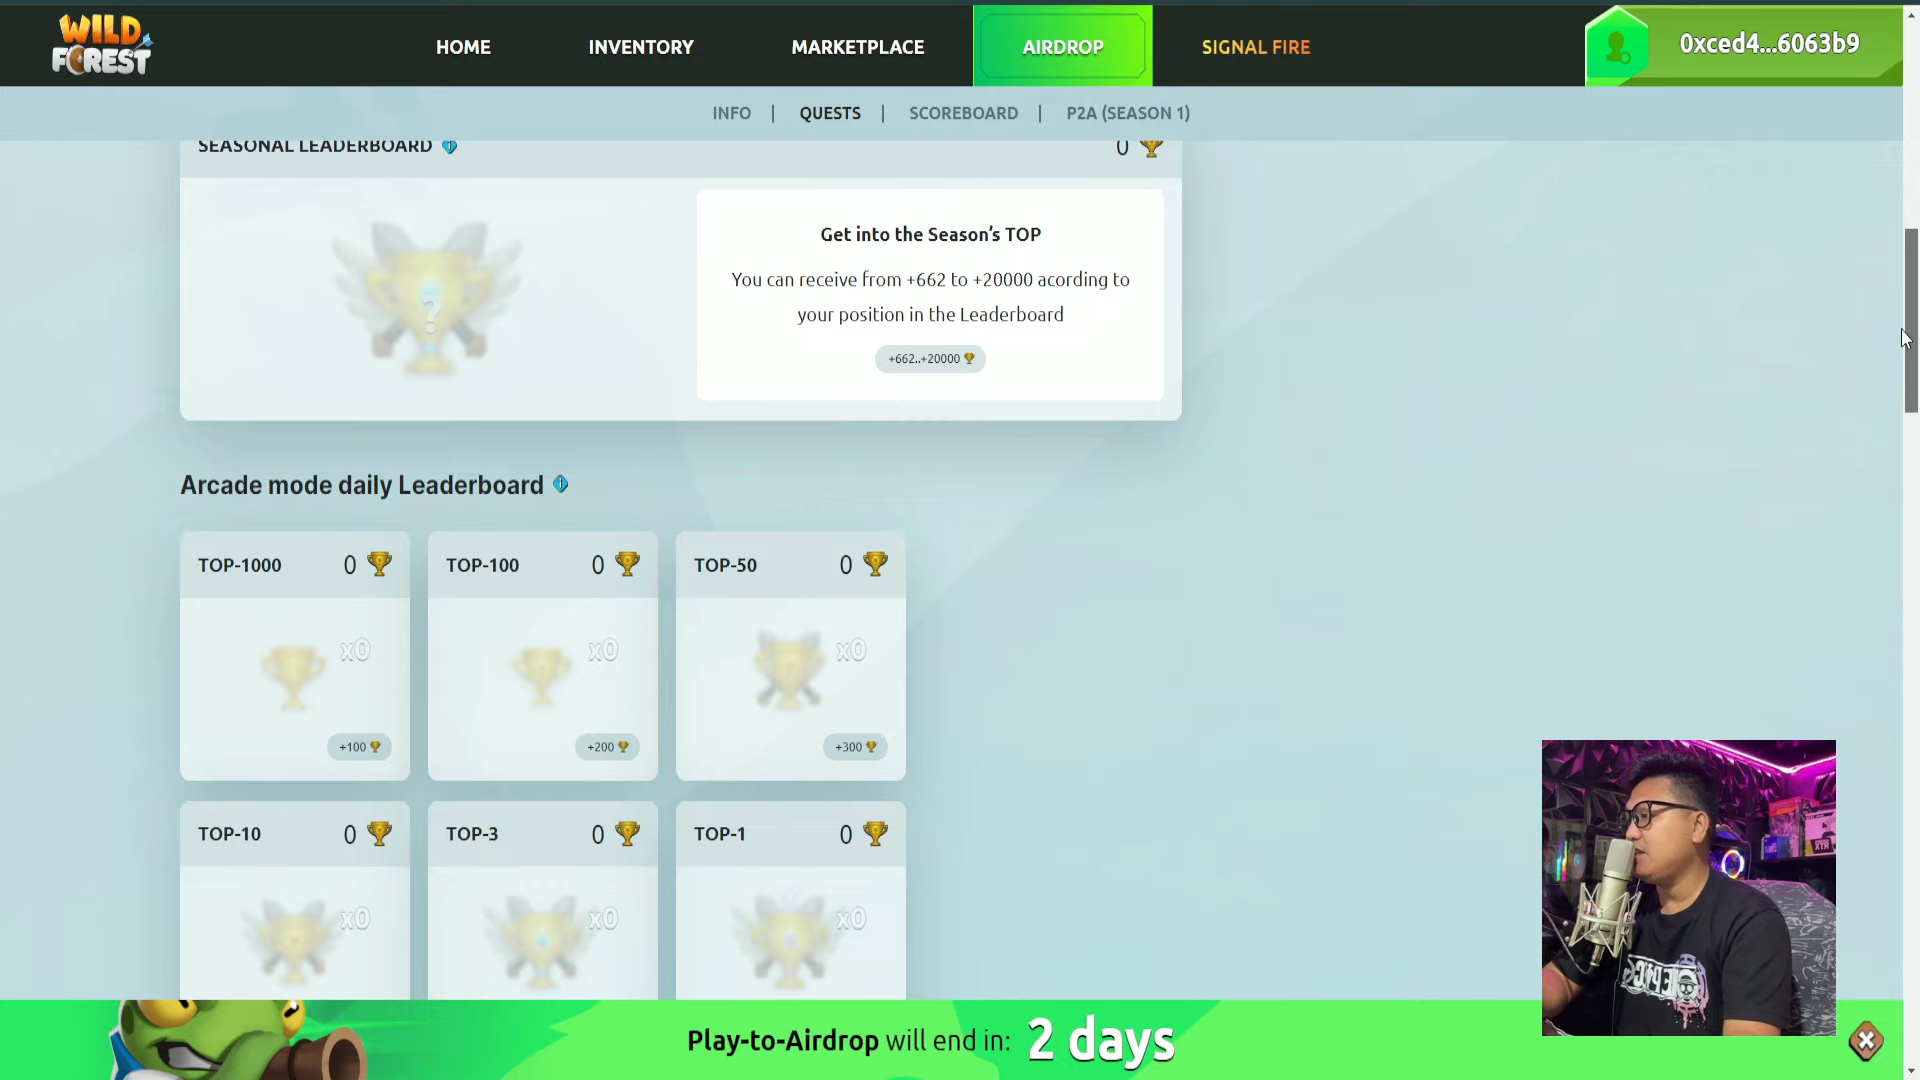 WILD
FOREST
HOME
INVENTORY
MARKETPLACE
AIRDROP
SIGNAL FIRE
0xced4...6063b9
INFO | QUESTS | SCOREBOARD | P2A (SEASON 1)
SEASONAL LEADERBOARD
0
?
Get into the Season's TOP
You can receive from +662 to +20000 acording to
your position in the Leaderboard
+662..+20000
Arcade mode daily Leaderboard
TOP-1000 0
x0
+100
TOP-100 0
x0
+200
TOP-50 0
x0
+300
TOP-10 0
x0
TOP-3 0
x0
TOP-1 0
x0
Play-to-Airdrop will end in: 2 days